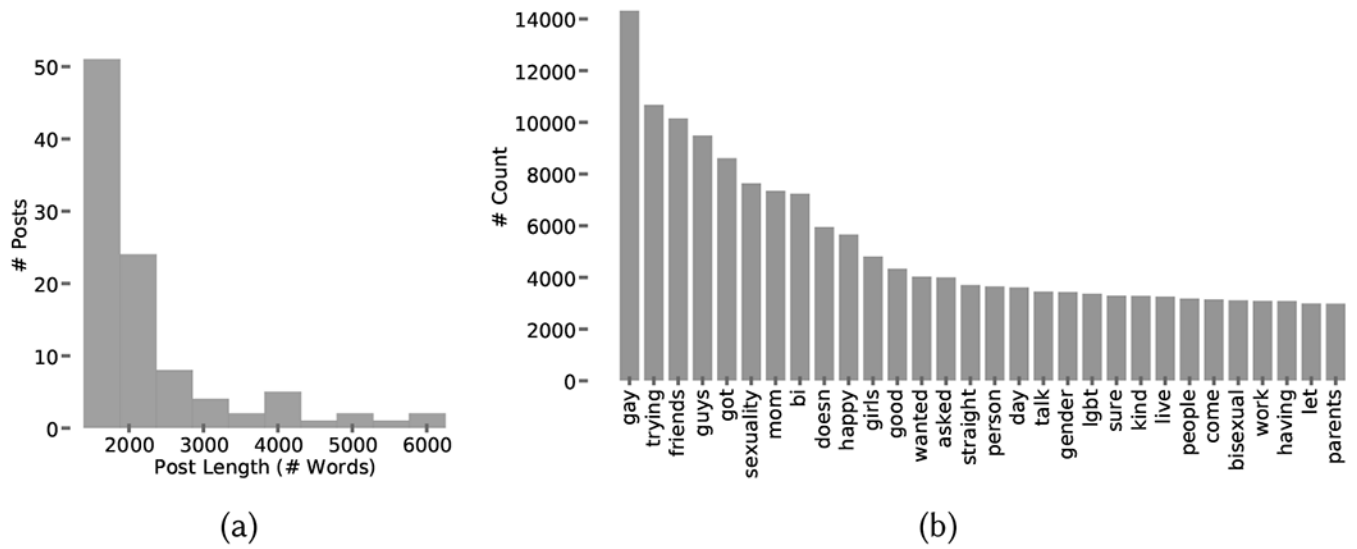 50
40
30
20
10
0
# Posts
2000 3000 4000 5000 6000
Post Length (# Words)
(a)
14000
12000
10000
8000
6000
4000
2000
0
# Count
gay
trying
friends
guys
got
sexuality
mom
bi
doesn
happy
girls
good
wanted
asked
straight
person
day
talk
gender
lgbt
sure
kind
live
people
come
bisexual
work
having
let
parents
(b)